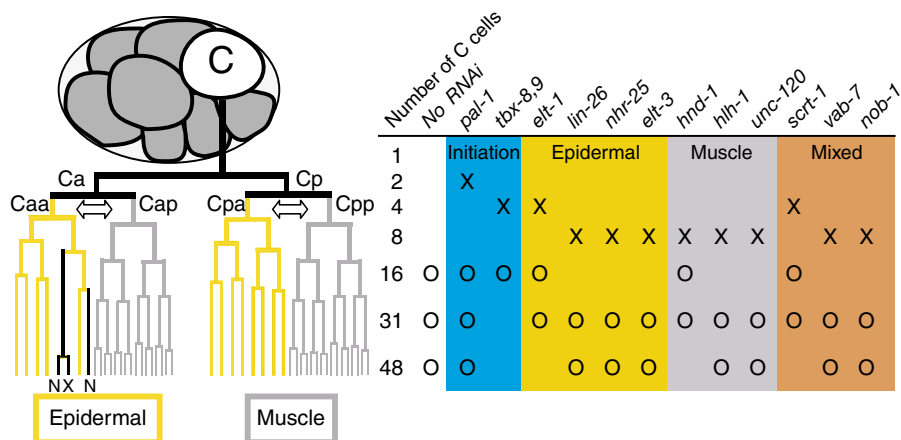 C
Ca
Cp
Caa
Cap
Cpa
Cpp
N X N
Epidermal
Muscle
Number of C cells
No RNAi
pal-1
tbx-8,9
elt-1
lin-26
nhr-25
elt-3
hnd-1
hlh-1
unc-120
scrt-1
vab-7
nob-1
1 Initiation Epidermal Muscle Mixed
2 X
4 X X X
8 X X X X X X X X
16 O O O O O O
31 O O O O O O O O O O O O
48 O O O O O O O O O